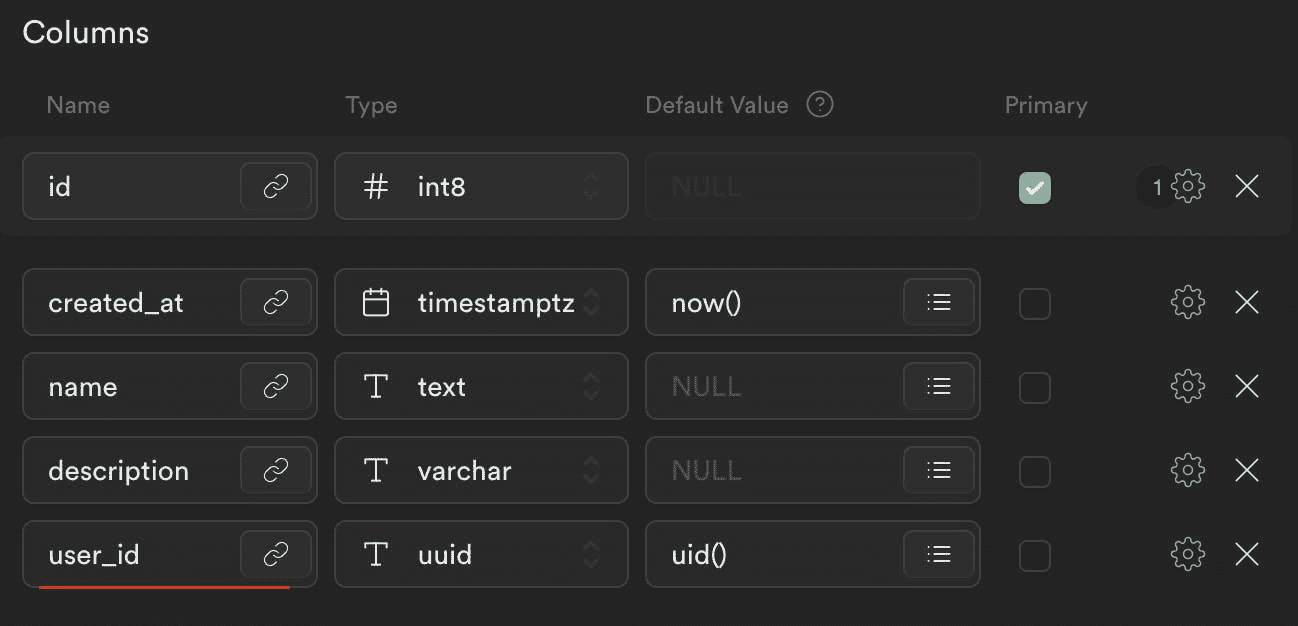 Columns
Name Type Default Value ? Primary
id # int8 NULL 1
created_at timestamptz now()
name T text NULL
description T varchar NULL
user_id T uuid uid()